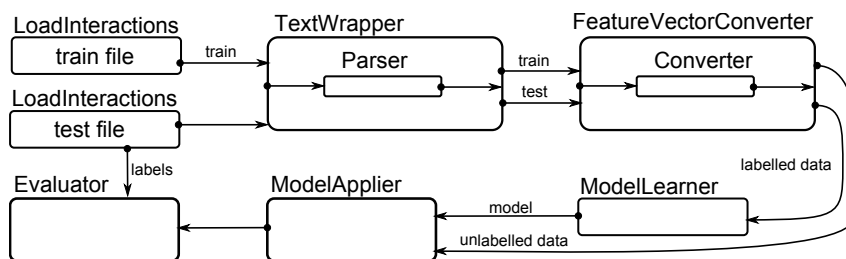 LoadInteractions
train file
train
TextWrapper
Parser
train
test
FeatureVectorConverter
Converter
LoadInteractions
test file
labels
labelled data
Evaluator
ModelApplier
model
unlabelled data
ModelLearner